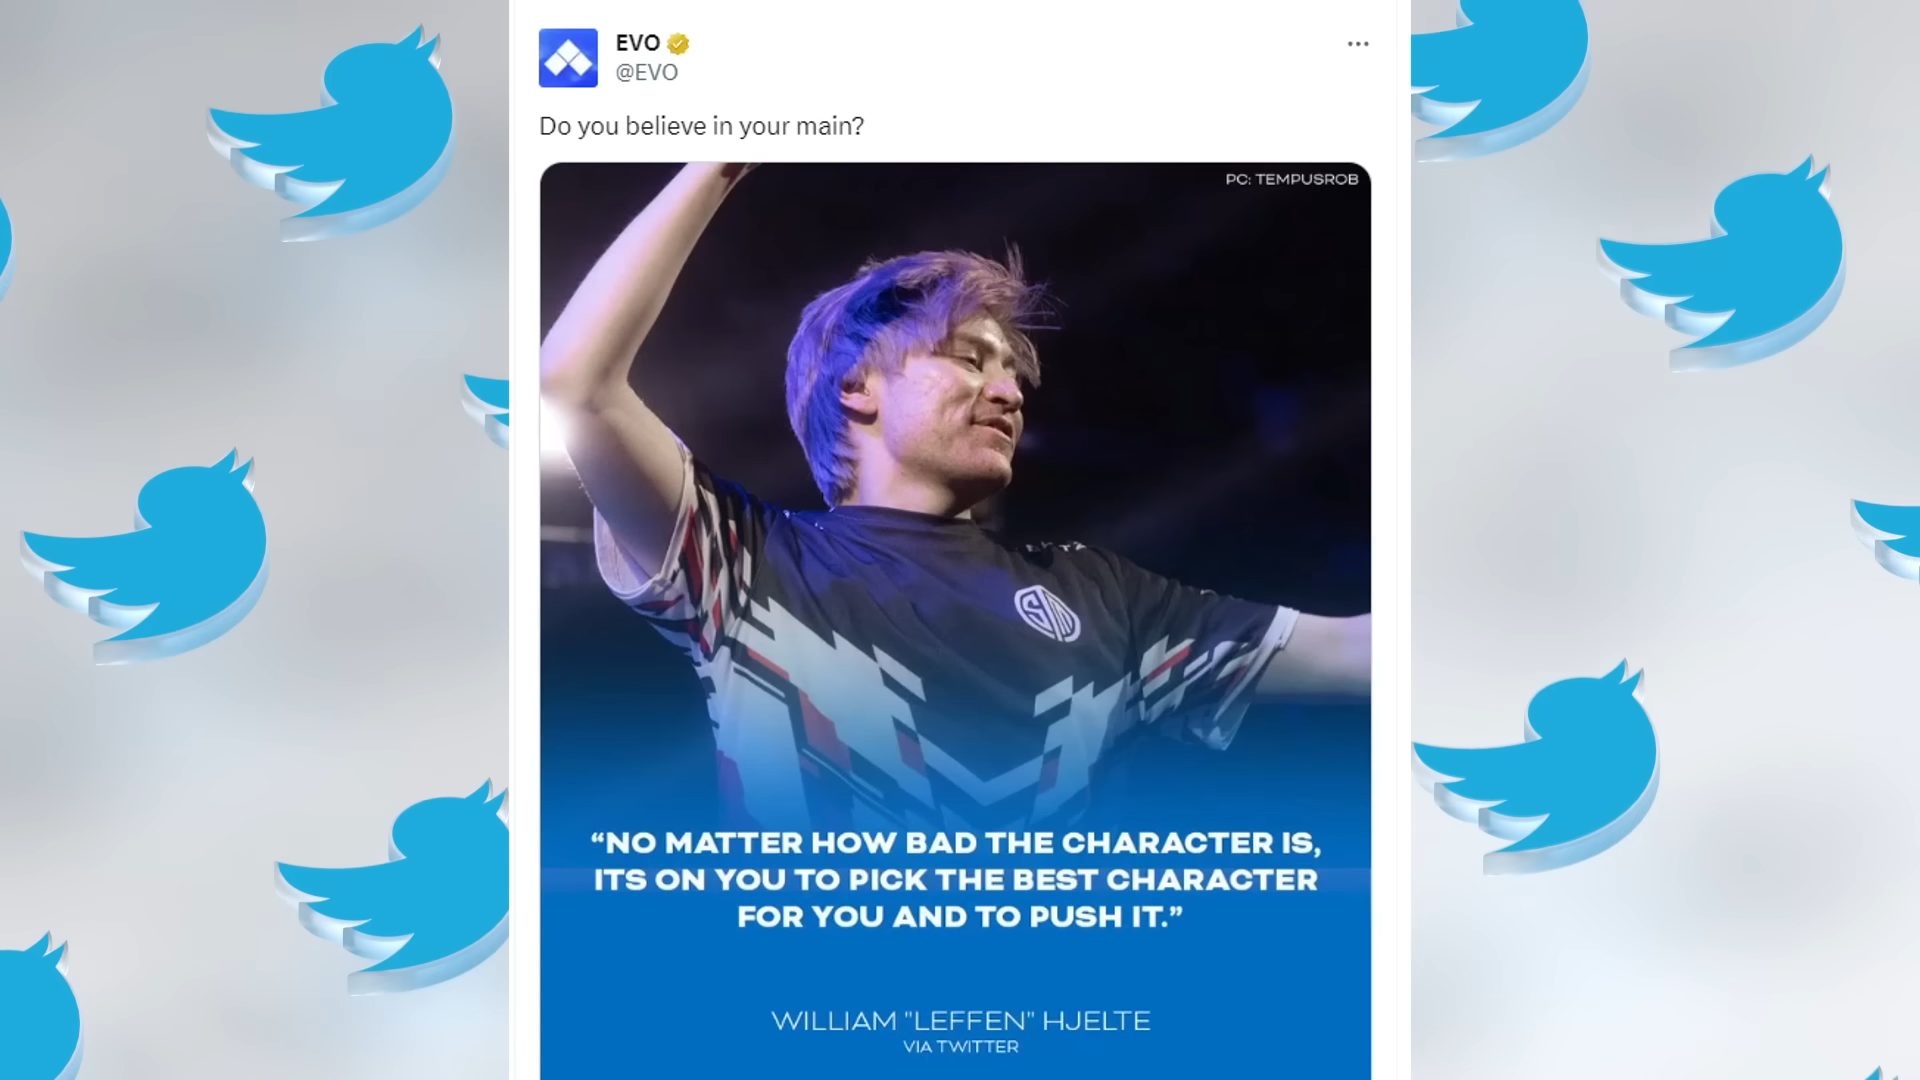 EVO
@EVO
Do you believe in your main?
PC: TEMPUSROB
“NO MATTER HOW BAD THE CHARACTER IS,
ITS ON YOU TO PICK THE BEST CHARACTER
FOR YOU AND TO PUSH IT.”
WILLIAM "LEFFEN" HJELTE
VIA TWITTER